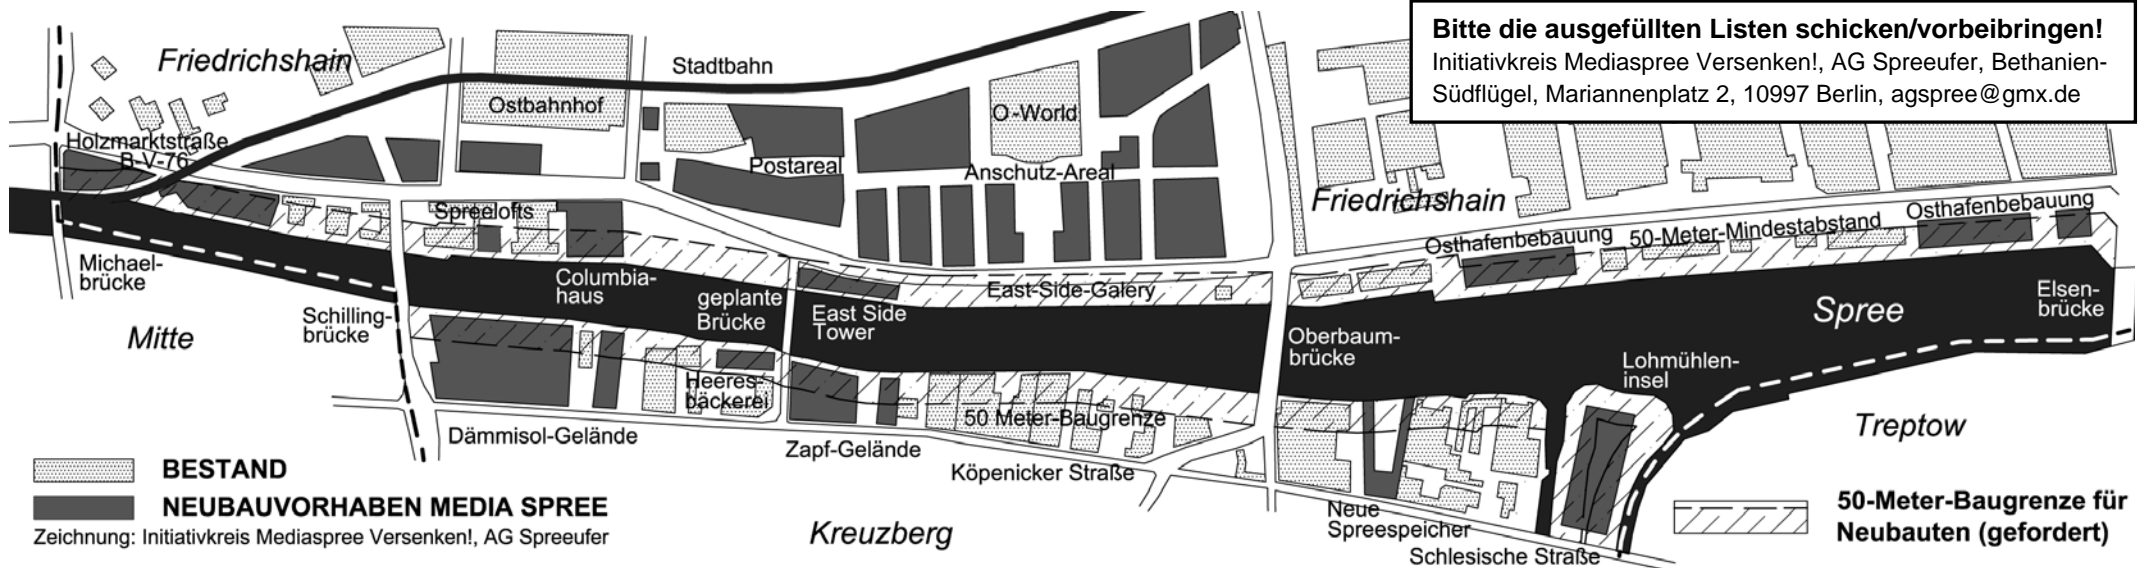 Bitte die ausgefüllten Listen schicken/vorbeibringen!
Initiativkreis Mediaspree Versenken!, AG Spreeufer, Bethanien-
Südflügel, Mariannenplatz 2, 10997 Berlin, agspree@gmx.de
Friedrichshain
Stadtbahn
Ostbahnhof
O-World
Holzmarktstraße
B-V-76
Postareal
Anschutz-Areal
Friedrichshain
Spreelofts
Osthafenbebauung
50-Meter-Mindestabstand
Osthafenbebauung
Michael-
brücke
Columbia-
haus
geplante
Brücke
East-Side-Galery
Elsen-
brücke
Schilling-
brücke
East Side
Tower
Spree
Mitte
Oberbaum-
brücke
Lohmühlen-
insel
Heeres-
bäckerei
50 Meter-Baugrenze
Treptow
Dämmisol-Gelände
Zapf-Gelände
Köpenicker Straße
BESTAND
NEUBAUVORHABEN MEDIA SPREE
Zeichnung: Initiativkreis Mediaspree Versenken!, AG Spreeufer
Kreuzberg
Neue
Spreespeicher
Schlesische Straße
50-Meter-Baugrenze für
Neubauten (gefordert)